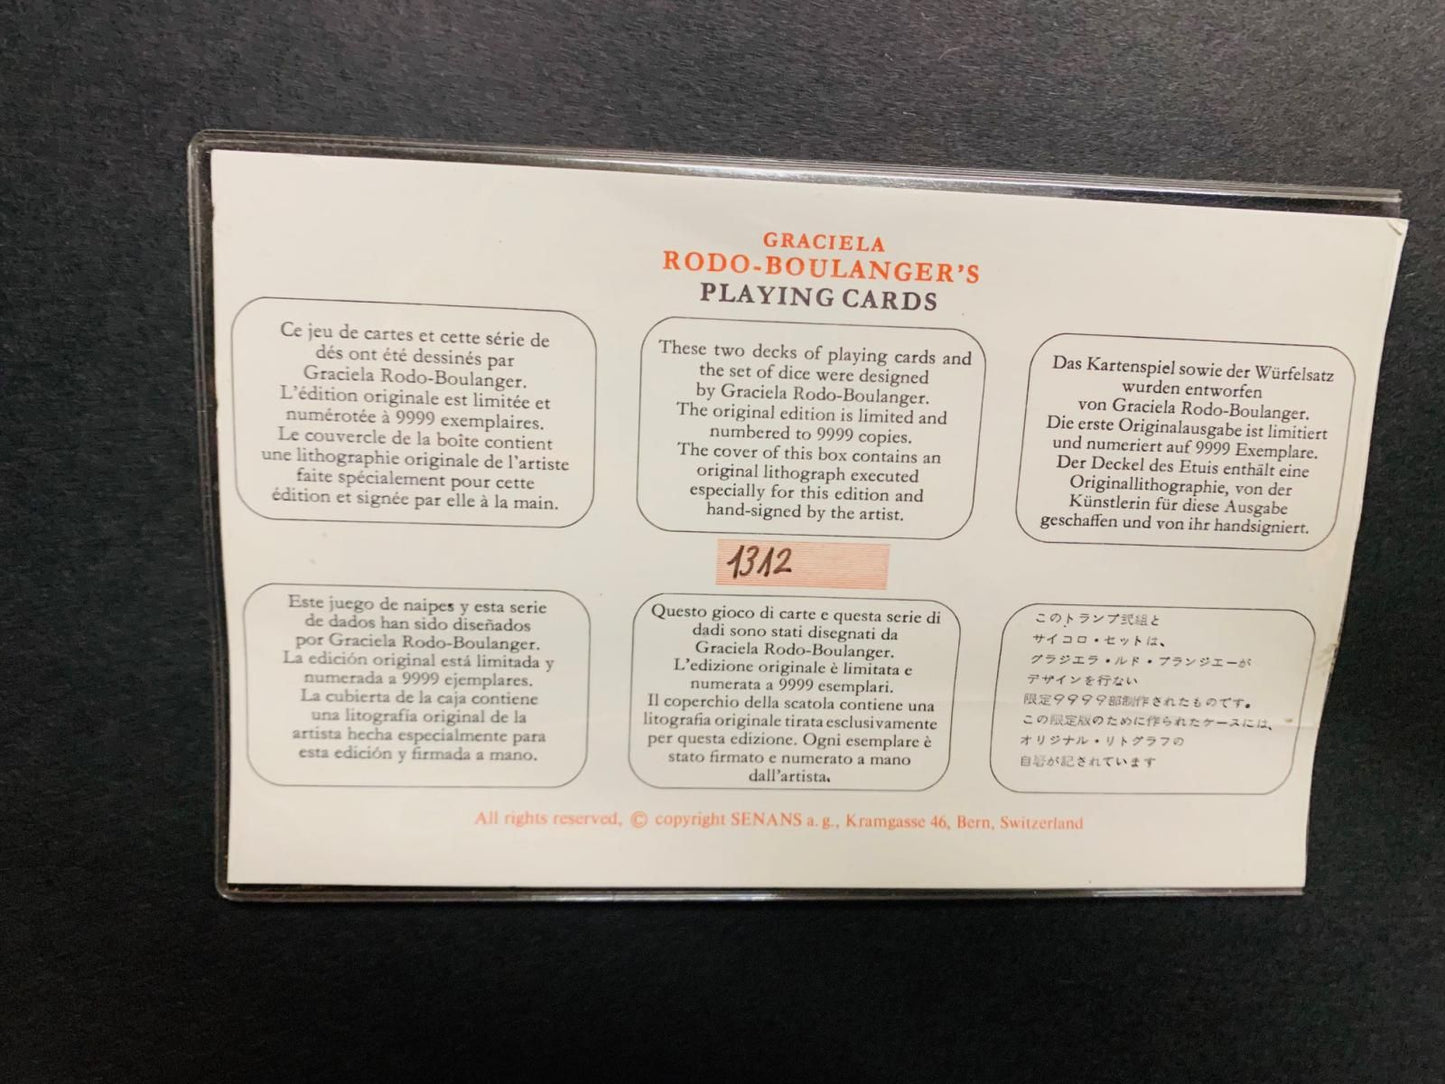 GRACIELA
RODO-BOULANGER'S
PLAYING CARDS
Ce jeu de cartes et cette série de
dés ont été dessinés par
Graciela Rodo-Boulanger.
L'édition originale est limitée et
numérotée à 9999 exemplaires.
Le couvercle de la boîte contient
une lithographie originale de l'artiste
faite spécialement pour cette
édition et signée par elle à la main.
These two decks of playing cards and
the set of dice were designed
by Graciela Rodo-Boulanger.
The original edition is limited and
numbered to 9999 copies.
The cover of this box contains an
original lithograph executed
especially for this edition and
hand-signed by the artist.
Das Kartenspiel sowie der Würfelsatz
wurden entworfen
von Graciela Rodo-Boulanger.
Die erste Originalausgabe ist limitiert
und numeriert auf 9999 Exemplare.
Der Deckel des Etuis enthält eine
Originallithographie, von der
Künstlerin für diese Ausgabe
geschaffen und von ihr handsigniert.
1312
Este juego de naipes y esta serie
de dados han sido diseñados
por Graciela Rodo-Boulanger.
La edición original está limitada y
numerada a 9999 ejemplares.
La cubierta de la caja contiene
una litografía original de la
artista hecha especialmente para
esta edición y firmada a mano.
Questo gioco di carte e questa serie di
dadi sono stati disegnati da
Graciela Rodo-Boulanger.
L'edizione originale è limitata e
numerata a 9999 esemplari.
Il coperchio della scatola contiene una
litografia originale tirata esclusivamente
per questa edizione. Ogni esemplare è
stato firmato e numerato a mano
dall'artista.
このトランプ弐組と
サイコロ・セットは、
グラジエラ・ルド・ブランジエーが
デザインを行ない
限定9999部制作されたものです。
この限定版のために作られたケースには、
オリジナル・リトグラフの
自署が記されています
All rights reserved, © copyright SENANS a. g., Kramgasse 46, Bern, Switzerland